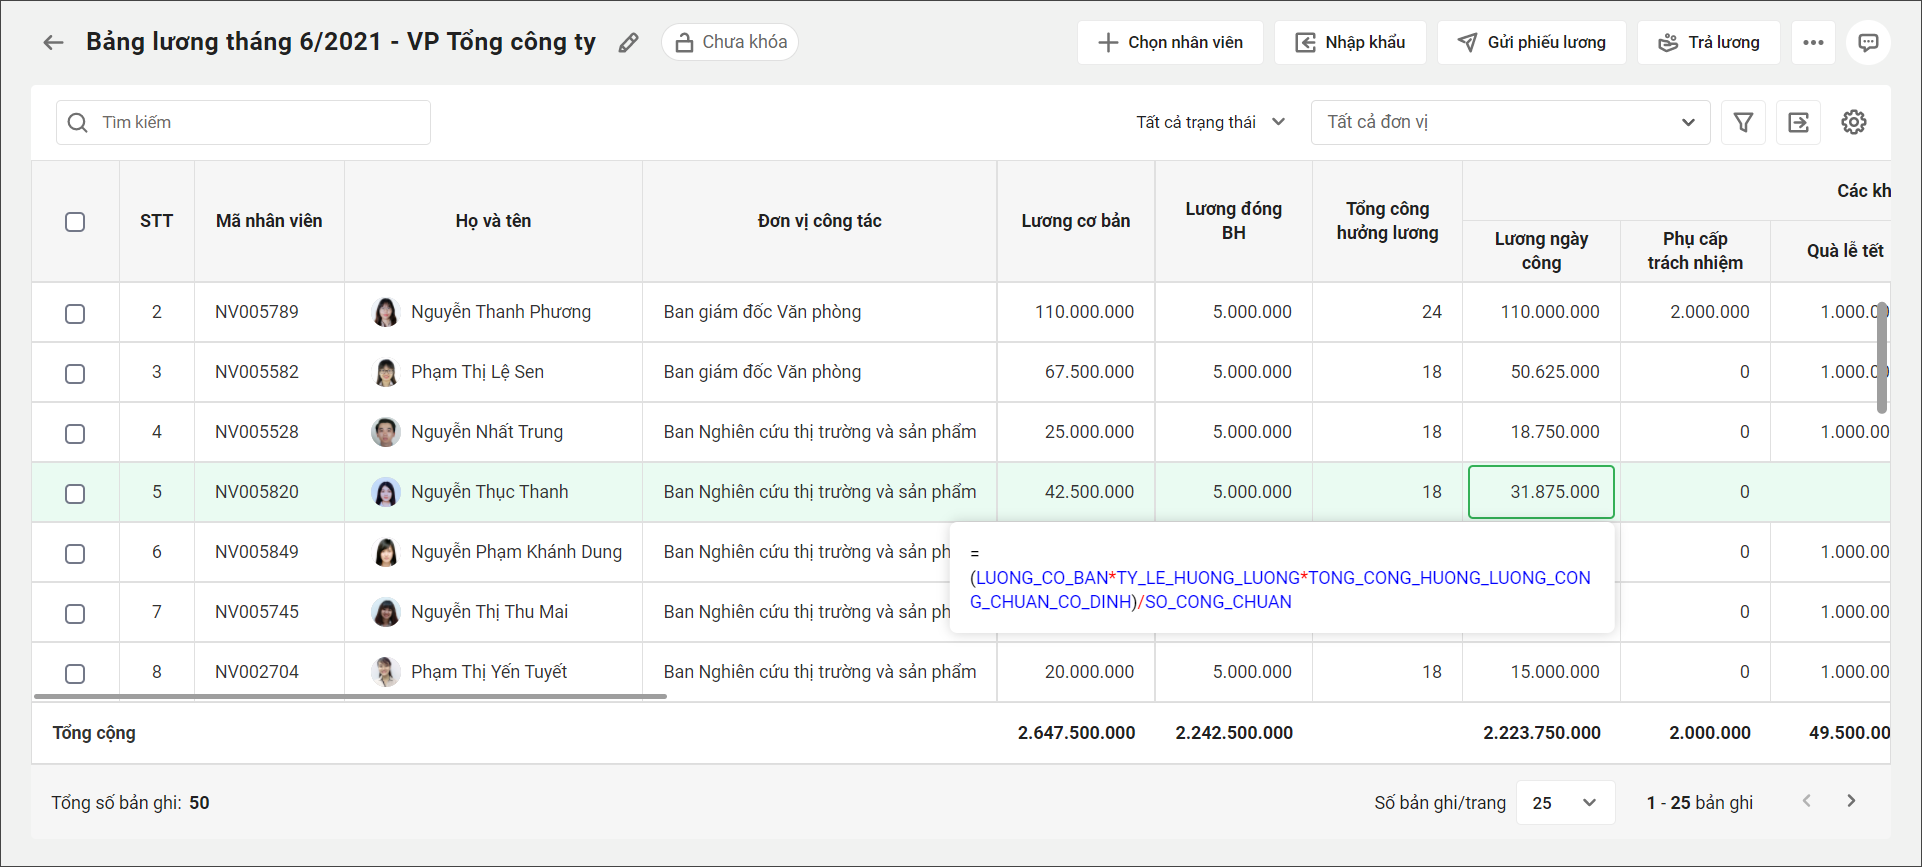 Bảng lương tháng 6/2021 - VP Tổng công ty Chưa khóa Chọn nhân viên Nhập khẩu Gửi phiếu lương Trả lương
Tìm kiếm Tất cả trạng thái Tất cả đơn vị
Các kh
STT Mã nhân viên Họ và tên Đơn vị công tác Lương cơ bản Lương đóng BH Tổng công hưởng lương Lương ngày công Phụ cấp trách nhiệm Quà lễ tết
2 NV005789 Nguyễn Thanh Phương Ban giám đốc Văn phòng 110.000.000 5.000.000 24 110.000.000 2.000.000 1.000.00
3 NV005582 Phạm Thị Lệ Sen Ban giám đốc Văn phòng 67.500.000 5.000.000 18 50.625.000 0 1.000.00
4 NV005528 Nguyễn Nhất Trung Ban Nghiên cứu thị trường và sản phẩm 25.000.000 5.000.000 18 18.750.000 0 1.000.00
5 NV005820 Nguyễn Thục Thanh Ban Nghiên cứu thị trường và sản phẩm 42.500.000 5.000.000 18 31.875.000 0
6 NV005849 Nguyễn Phạm Khánh Dung Ban Nghiên cứu thị trường và sản ph 0 1.000.00
7 NV005745 Nguyễn Thị Thu Mai Ban Nghiên cứu thị trường và sản ph 0 1.000.00
=
(LUONG_CO_BAN*TY_LE_HUONG_LUONG*TONG_CONG_HUONG_LUONG_CON
G_CHUAN_CO_DINH)/SO_CONG_CHUAN
8 NV002704 Phạm Thị Yến Tuyết Ban Nghiên cứu thị trường và sản phẩm 20.000.000 5.000.000 18 15.000.000 0 1.000.00
Tổng cộng 2.647.500.000 2.242.500.000 2.223.750.000 2.000.000 49.500.00
Tổng số bản ghi: 50 Số bản ghi/trang 25 1 - 25 bản ghi